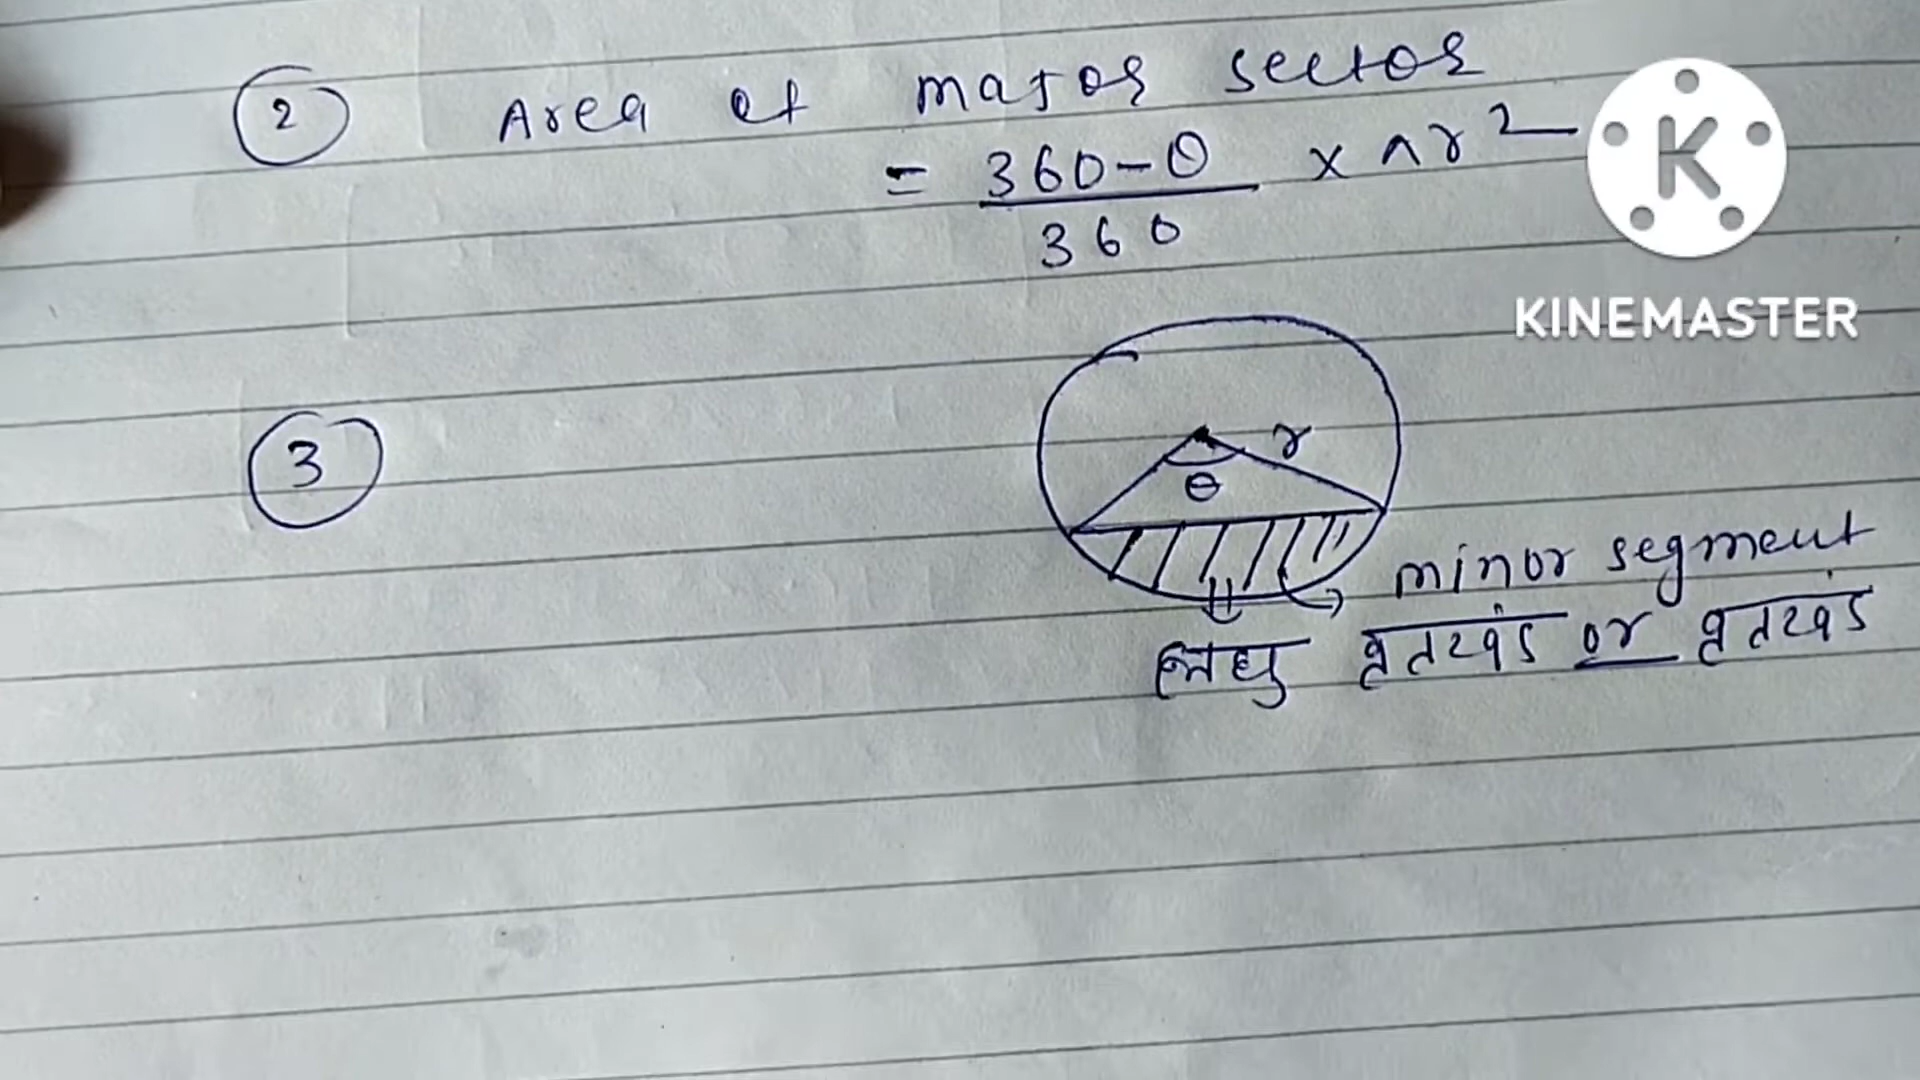 2 Area of major sector
= 360-θ / 360 × πr²
3
r
θ
minor segment
लघु वृतखंड or वृतखंड
KINEMASTER